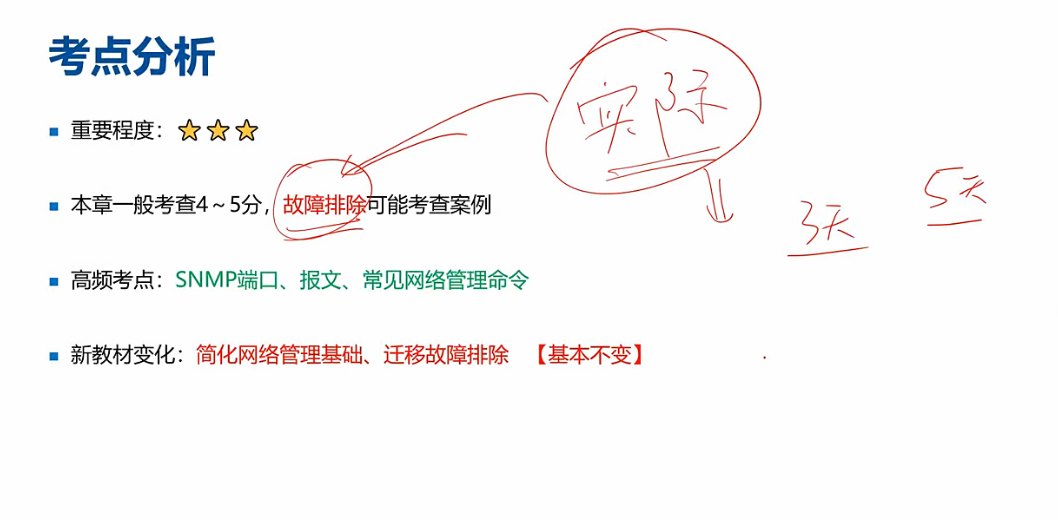 考点分析
实际
重要程度：
本章一般考查4～5分，故障排除可能考查案例
3天
5天
高频考点：SNMP端口、报文、常见网络管理命令
新教材变化：简化网络管理基础、迁移故障排除 【基本不变】